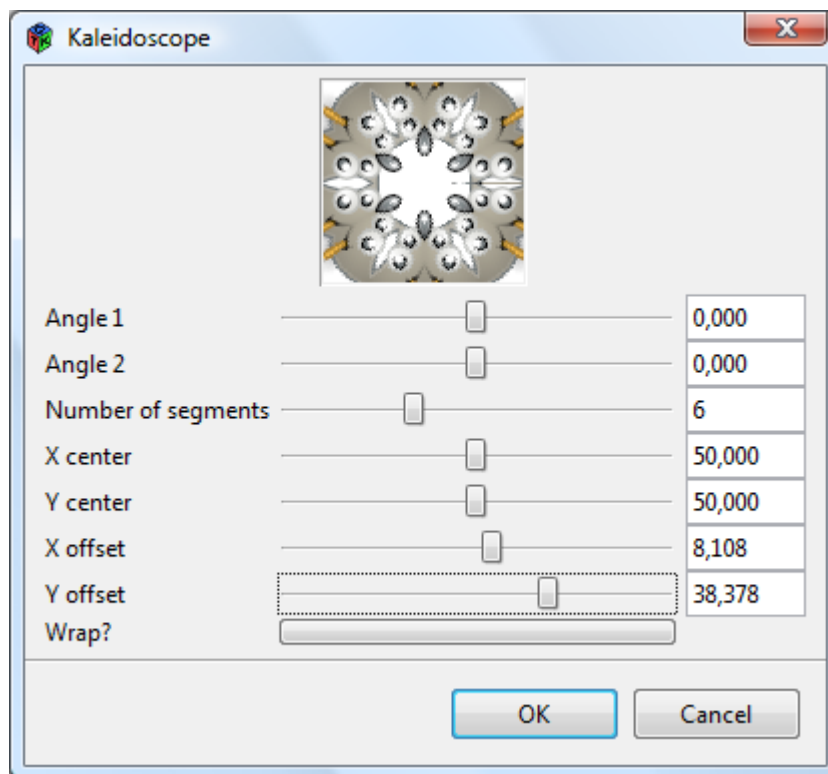 Kaleidoscope
Angle 1 0,000
Angle 2 0,000
Number of segments 6
X center 50,000
Y center 50,000
X offset 8,108
Y offset 38,378
Wrap?
OK Cancel